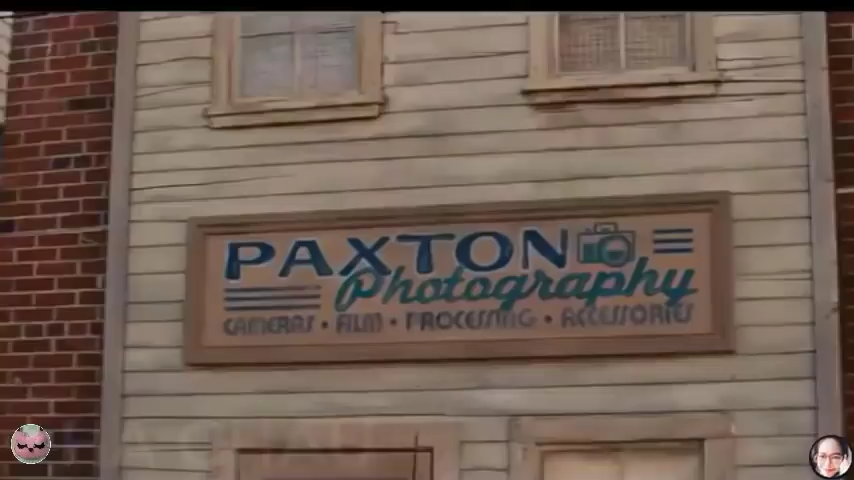 PAXTON
Photography
CAMERAS • FILM • PROCESSING • ACCESSORIES